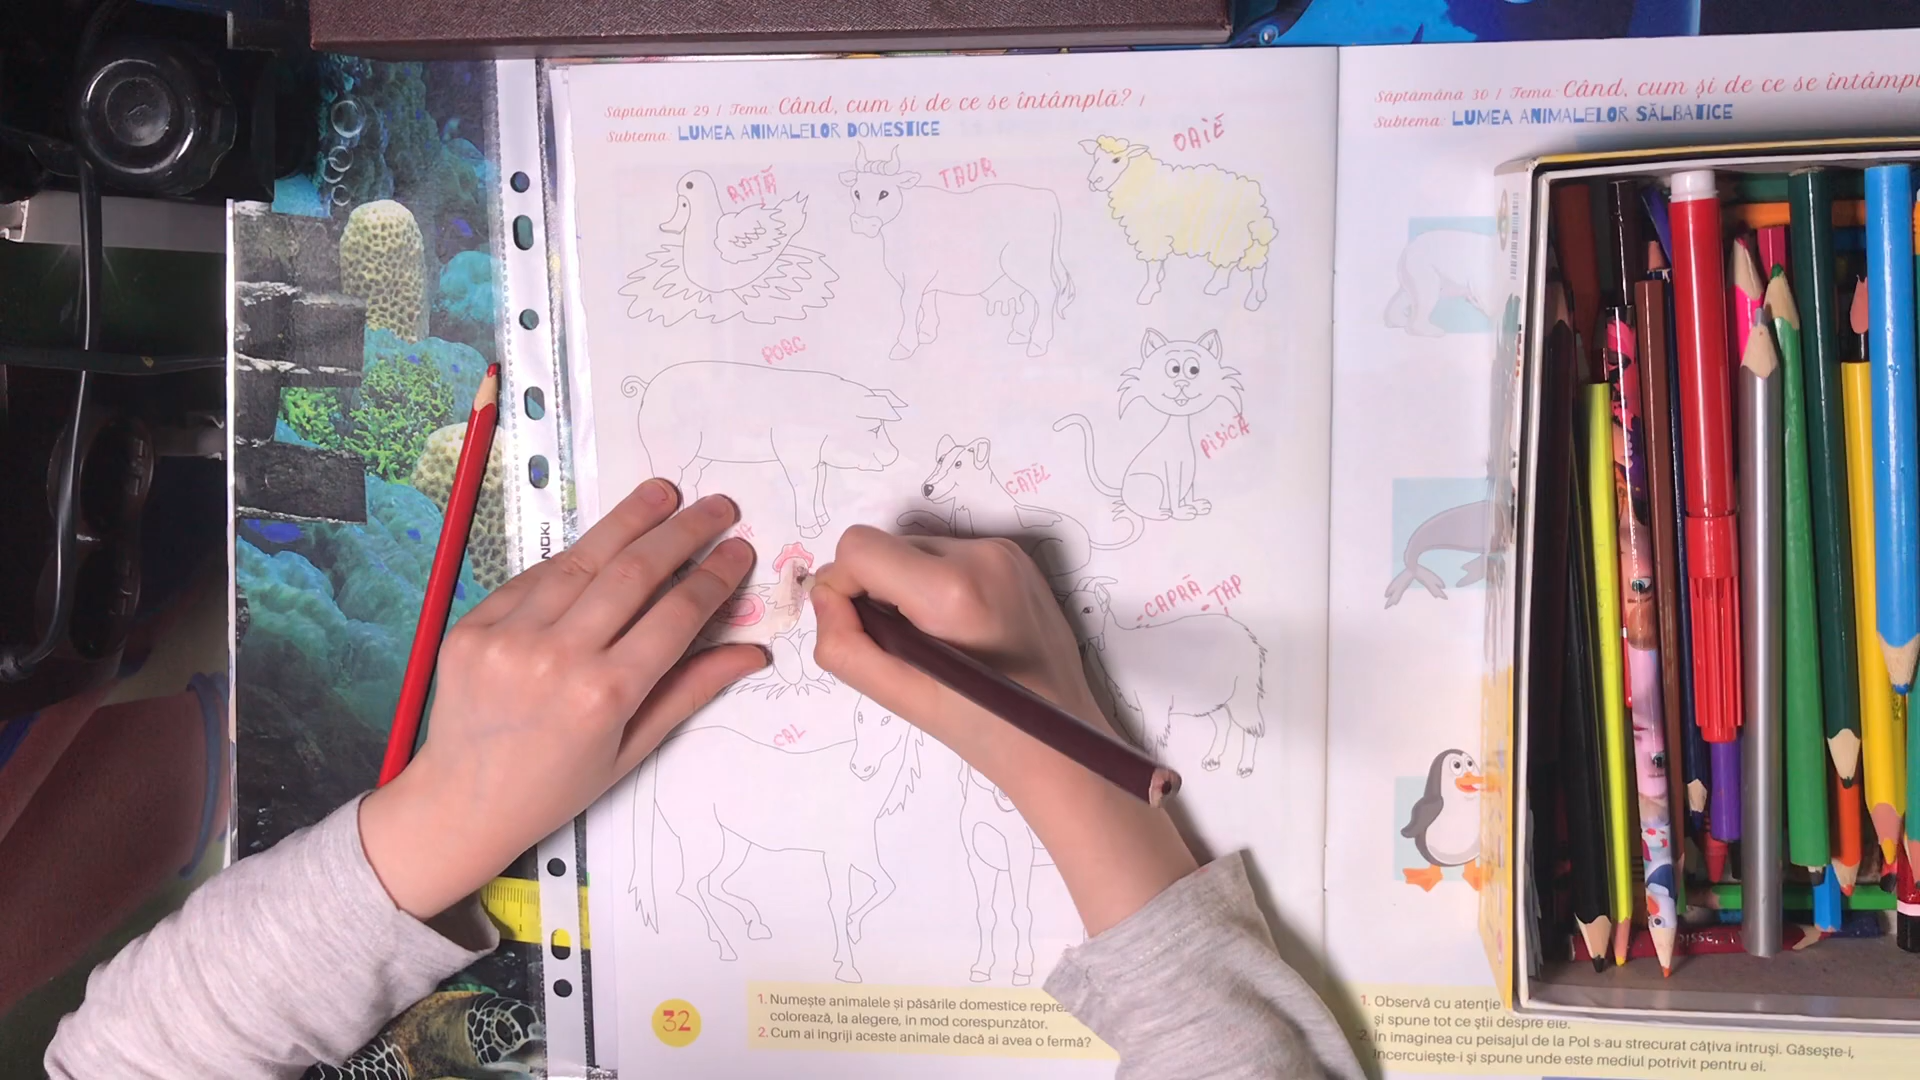 Săptămâna 29 / Tema: Când, cum și de ce se întâmplă? /
Subtema: LUMEA ANIMALELOR DOMESTICE
RAȚĂ
TAUR
OAIE
PORC
PISICĂ
CĂȚEL
-CAPRĂ -ȚAP
CAL
NOKI
32
1. Numește animalele și păsările domestice
colorează, la alegere, în mod corespunzător.
2. Cum ai îngriji aceste animale dacă ai avea o fermă?
Săptămâna 30 / Tema: Când, cum și de ce se
Subtema: LUMEA ANIMALELOR SĂLBATICE
1. Observă cu atenție
și spune tot ce știi despre ele.
2. În imaginea cu peisajul de la Pol s-au strecurat câțiva intruși. Găsește-i,
încercuiește-i și spune unde este mediul potrivit pentru ei.